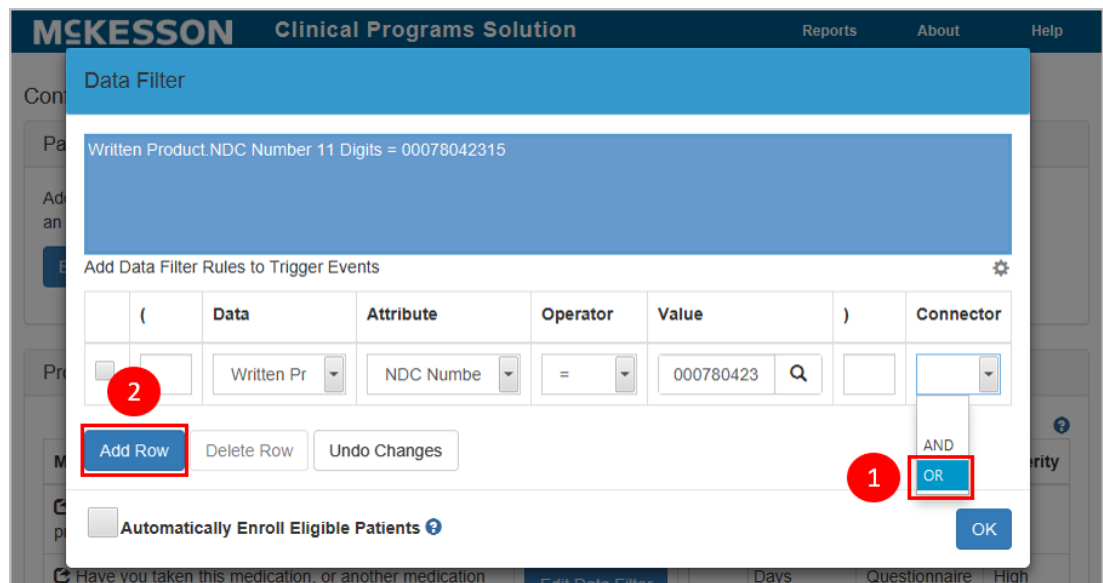 MCKESSON Clinical Programs Solution Reports About Help
Data Filter
Con
Pa
Written Product.NDC Number 11 Digits = 00078042315
Ad
an
E
Add Data Filter Rules to Trigger Events
( Data Attribute Operator Value ) Connector
Pro
Written Pr NDC Numbe = 000780423
2
AND
Add Row Delete Row Undo Changes
M
1 OR
erity
Automatically Enroll Eligible Patients
pr
OK
Have you taken this medication, or another medication Edit Data Filter Days Questionnaire High